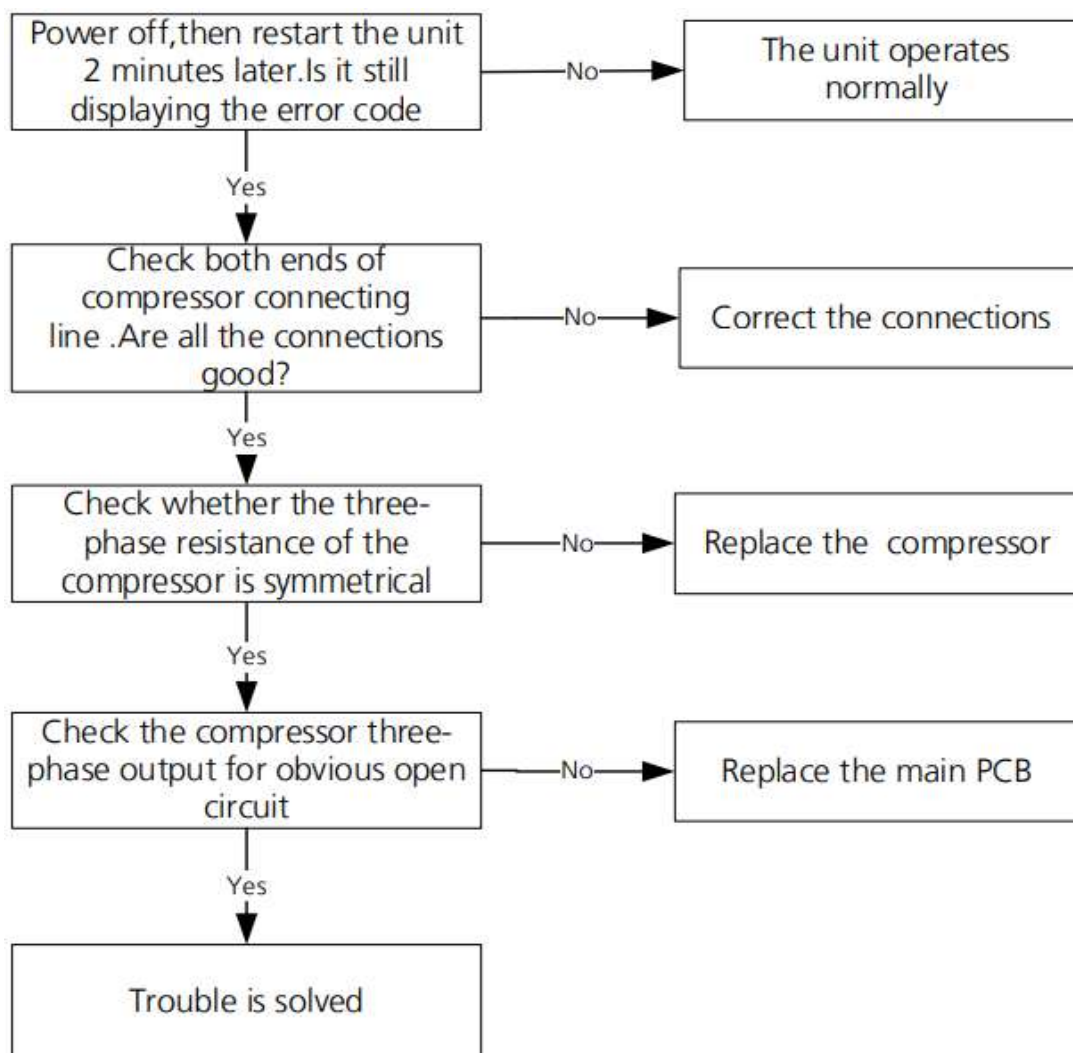 Power off,then restart the unit
2 minutes later.Is it still
displaying the error code
No
The unit operates
normally
Yes
Check both ends of
compressor connecting
line .Are all the connections
good?
No
Correct the connections
Yes
Check whether the three-
phase resistance of the
compressor is symmetrical
No
Replace the compressor
Yes
Check the compressor three-
phase output for obvious open
circuit
No
Replace the main PCB
Yes
Trouble is solved